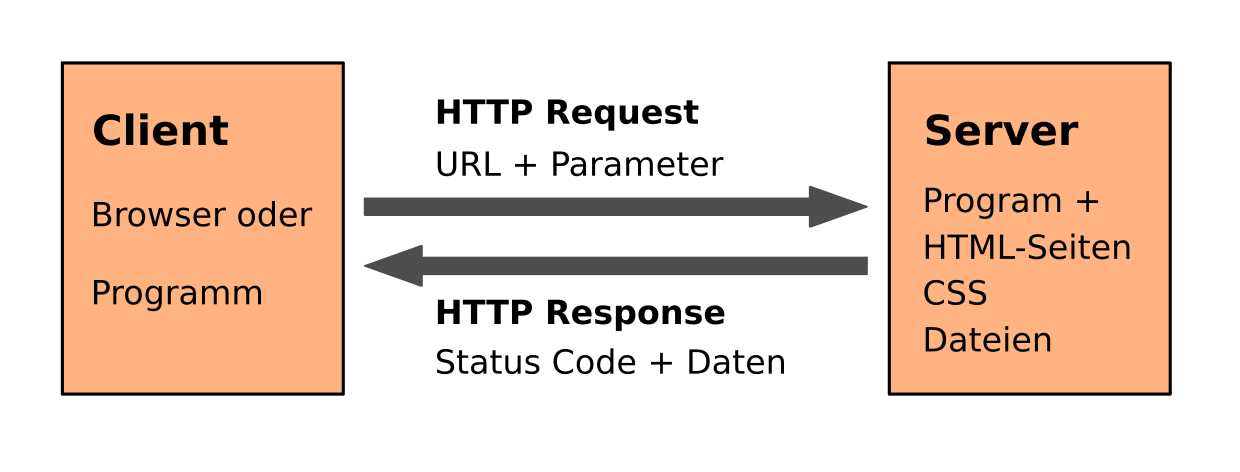 Client
Browser oder
Programm
HTTP Request
URL + Parameter
HTTP Response
Status Code + Daten
Server
Program +
HTML-Seiten
CSS
Dateien